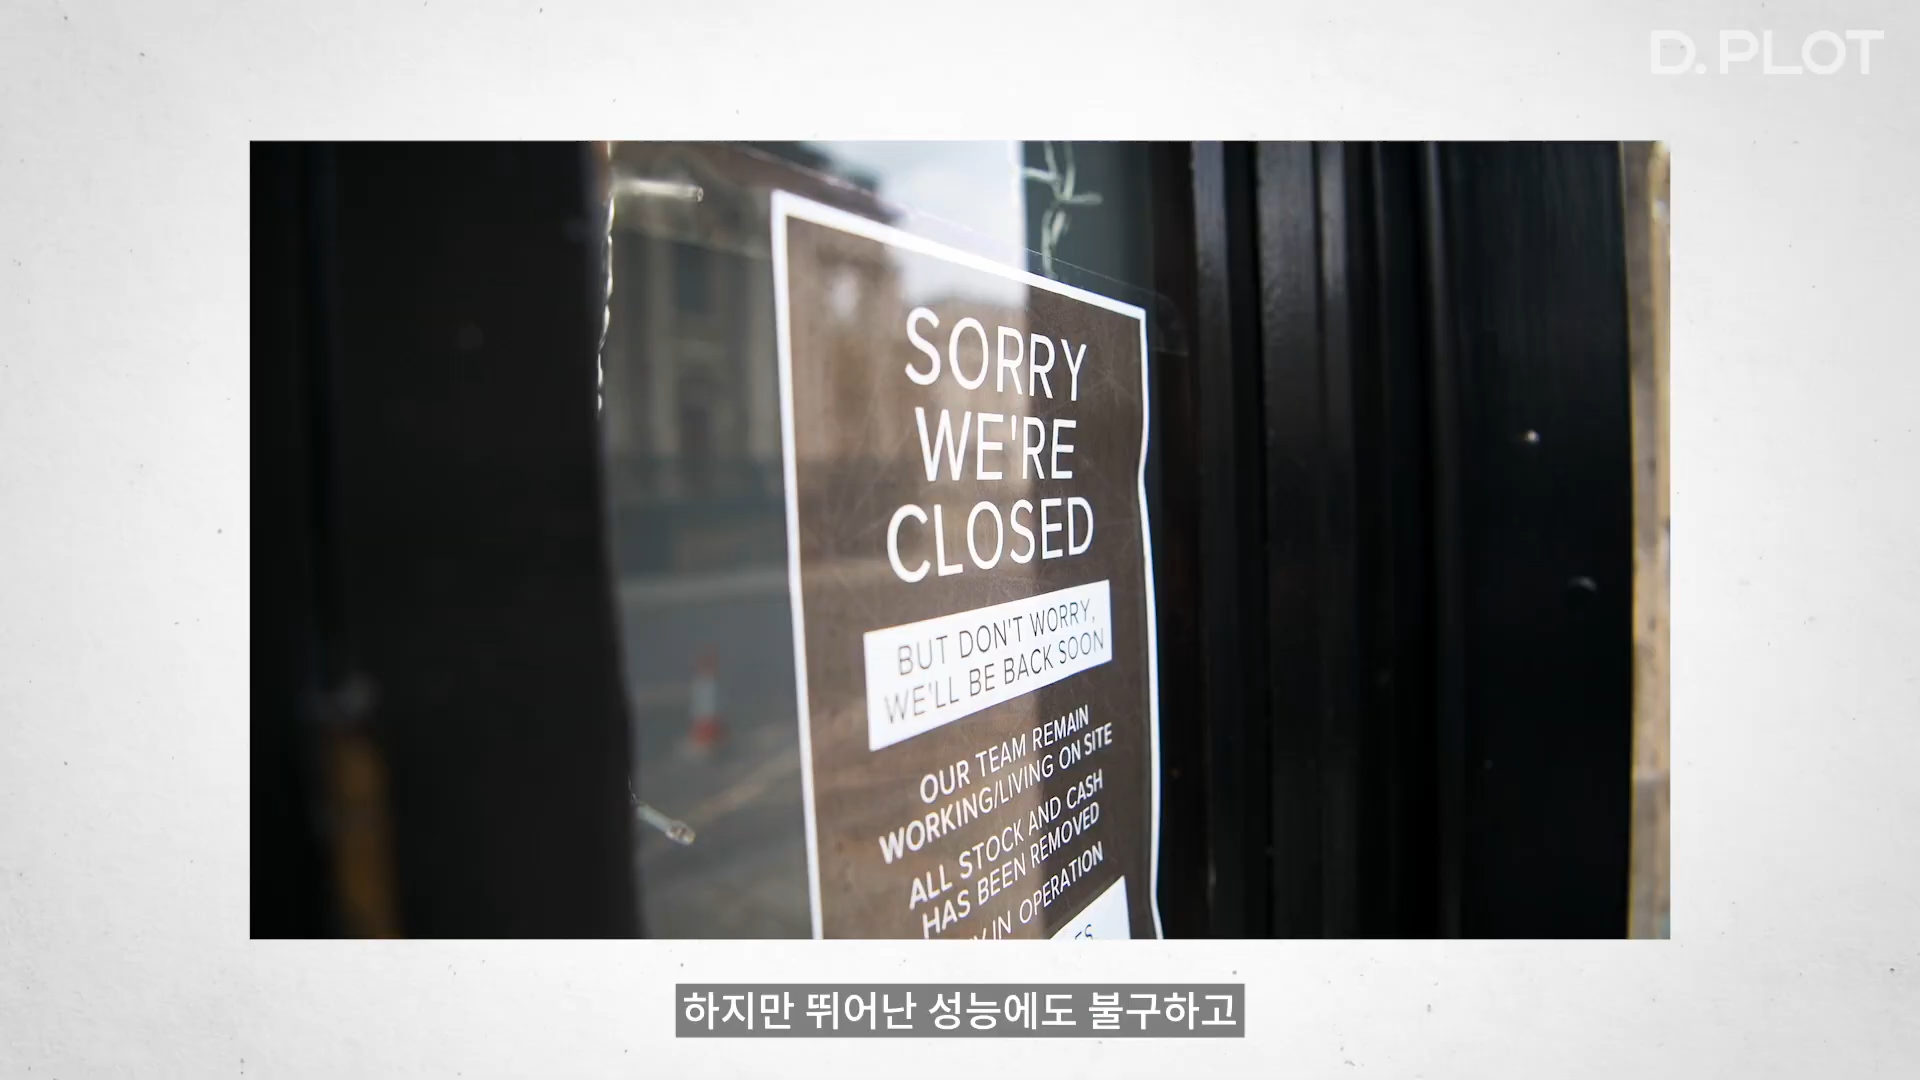 D. PLOT
SORRY
WE'RE
CLOSED
BUT DON'T WORRY,
WE'LL BE BACK SOON
OUR TEAM REMAIN
WORKING/LIVING ON SITE
ALL STOCK AND CASH
HAS BEEN REMOVED
IN OPERATION
하지만 뛰어난 성능에도 불구하고